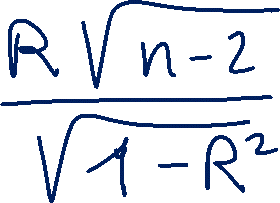 R √n-2
√1-R²